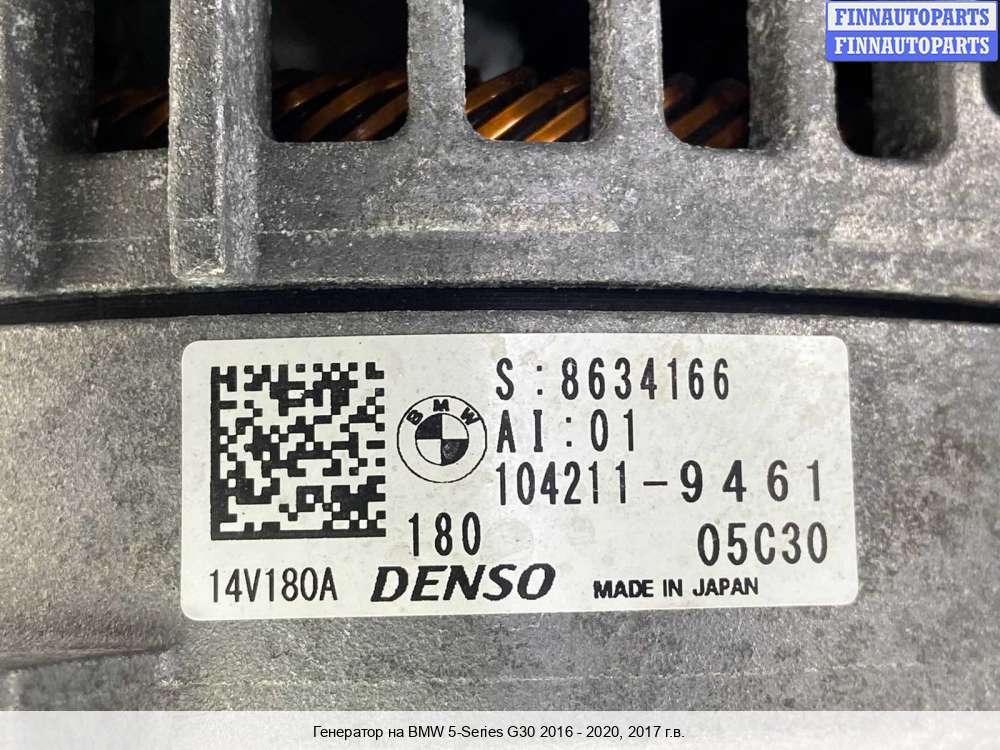 FINNAUTOPARTS
FINNAUTOPARTS
S:8634166
BMW
AI:01
104211-9461
180
05C30
14V180A DENSO MADE IN JAPAN
Генератор на BMW 5-Series G30 2016 - 2020, 2017 г.в.